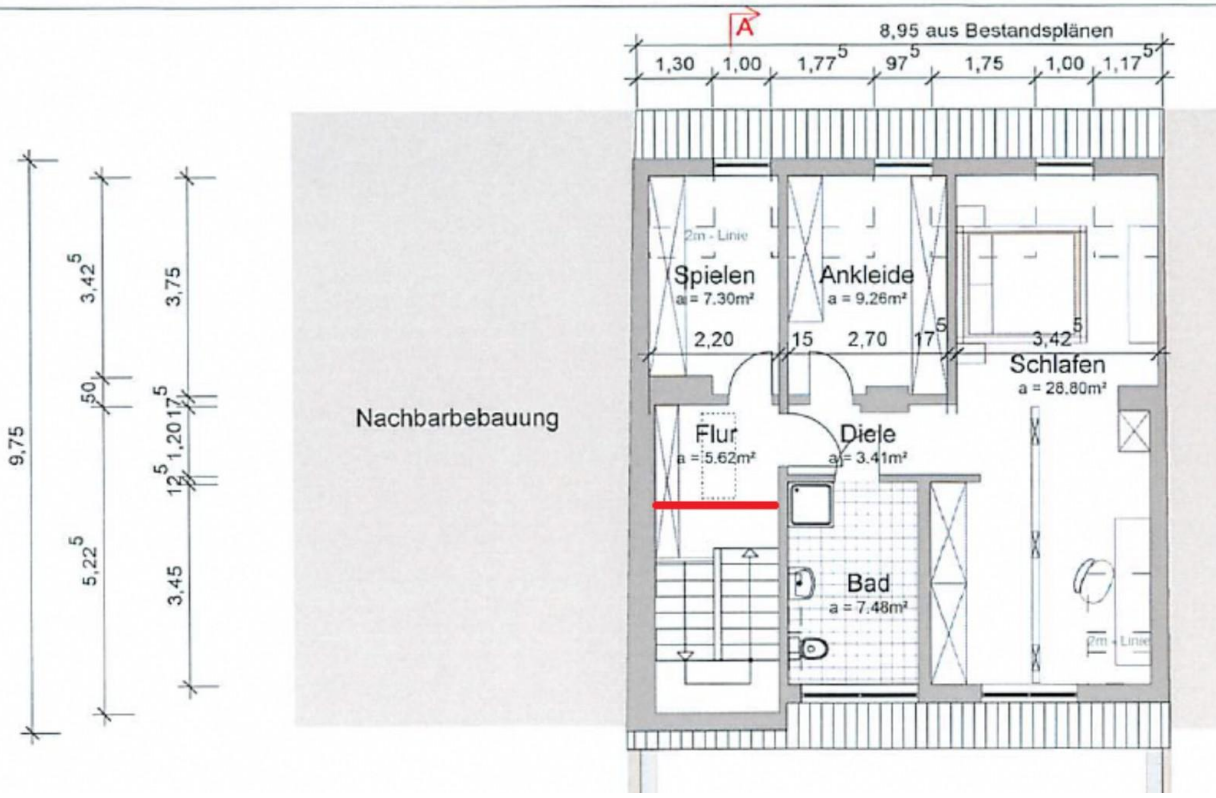 A
8,95 aus Bestandsplänen
1,30 1,00 1,77⁵ 97⁵ 1,75 1,00 1,17⁵
2m - Linie
Spielen
a = 7.30m²
Ankleide
a = 9.26m²
2,20 15 2,70 17⁵ 3,42⁵
Schlafen
a = 28.80m²
Nachbarbebauung
Flur
a = 5.62m²
Diele
a = 3.41m²
Bad
a = 7.48m²
2m - Linie
9,75
3,42⁵
50
5,22⁵
3,75
17⁵
1,20
12⁵
3,45